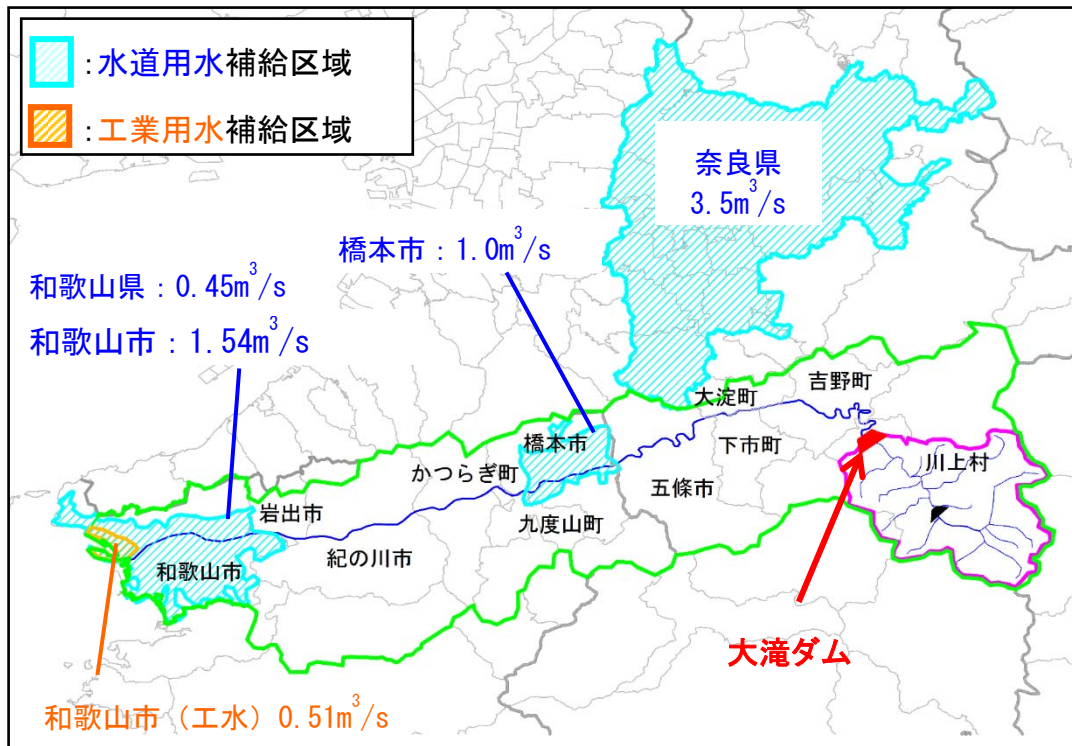 :水道用水補給区域
:工業用水補給区域
奈良県
3.5m³/s
橋本市：1.0m³/s
和歌山県：0.45m³/s
和歌山市：1.54m³/s
吉野町
大淀町
橋本市
下市町
川上村
かつらぎ町
五條市
岩出市
九度山町
紀の川市
和歌山市
大滝ダム
和歌山市（工水）0.51m³/s